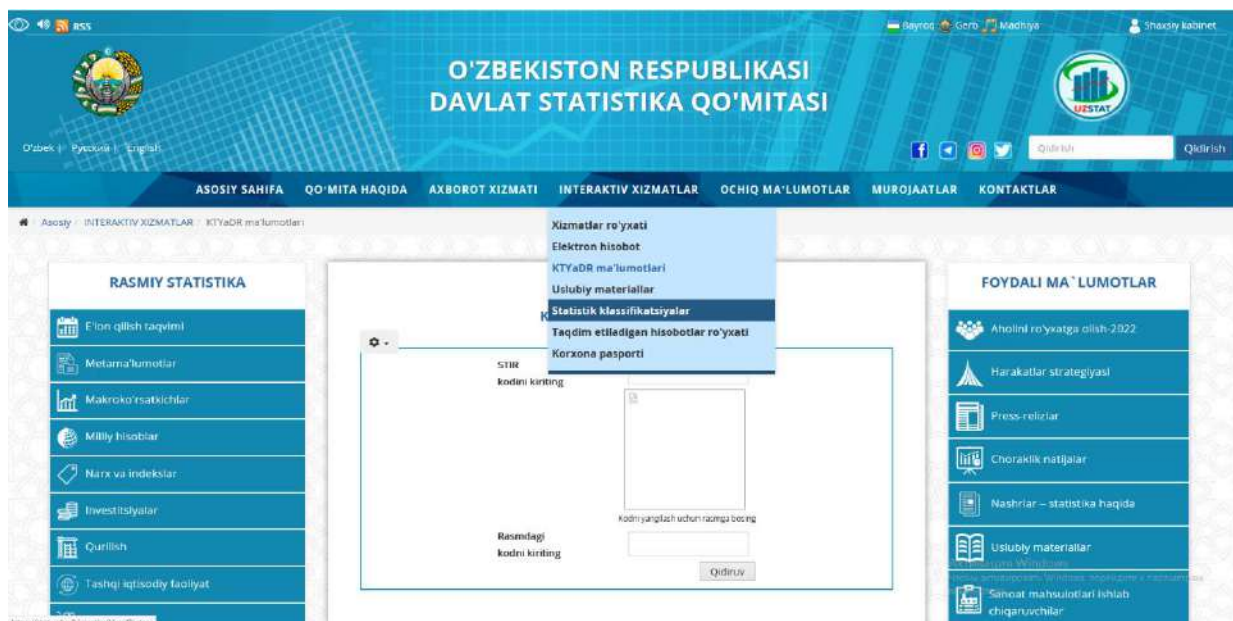 RSS
Bayroq Gerb Madhiya
Shaxsiy kabinet
O'ZBEKISTON RESPUBLIKASI
DAVLAT STATISTIKA QO'MITASI
UZSTAT
O'zbek | Русский | English
Qidirish
Qidirish
ASOSIY SAHIFA QO'MITA HAQIDA AXBOROT XIZMATI INTERAKTIV XIZMATLAR OCHIQ MA'LUMOTLAR MUROJAATLAR KONTAKTLAR
Asosiy INTERAKTIV XIZMATLAR KTYaDR ma'lumotlari
Xizmatlar ro'yxati
Elektron hisobot
KTYaDR ma'lumotlari
Uslubiy materiallar
Statistik klassifikatsiyalar
Taqdim etiladigan hisobotlar ro'yxati
Korxona pasporti
RASMIY STATISTIKA
E'lon qilish taqvimi
Metama'lumotlar
Makroko'rsatkichlar
Milliy hisoblar
Narx va indekslar
Investitsiyalar
Qurilish
Tashqi iqtisodiy faoliyat
K
STIR
kodini kiriting
Kodni yangilash uchun rasmga bosing
Rasmdagi
kodni kiriting
Qidiruv
FOYDALI MA`LUMOTLAR
Aholini ro'yxatga olish-2022
Harakatlar strategiyasi
Press-relizlar
Choraklik natijalar
Nashrlar – statistika haqida
Uslubiy materiallar
Sanoat mahsulotlari ishlab
chiqaruvchilar